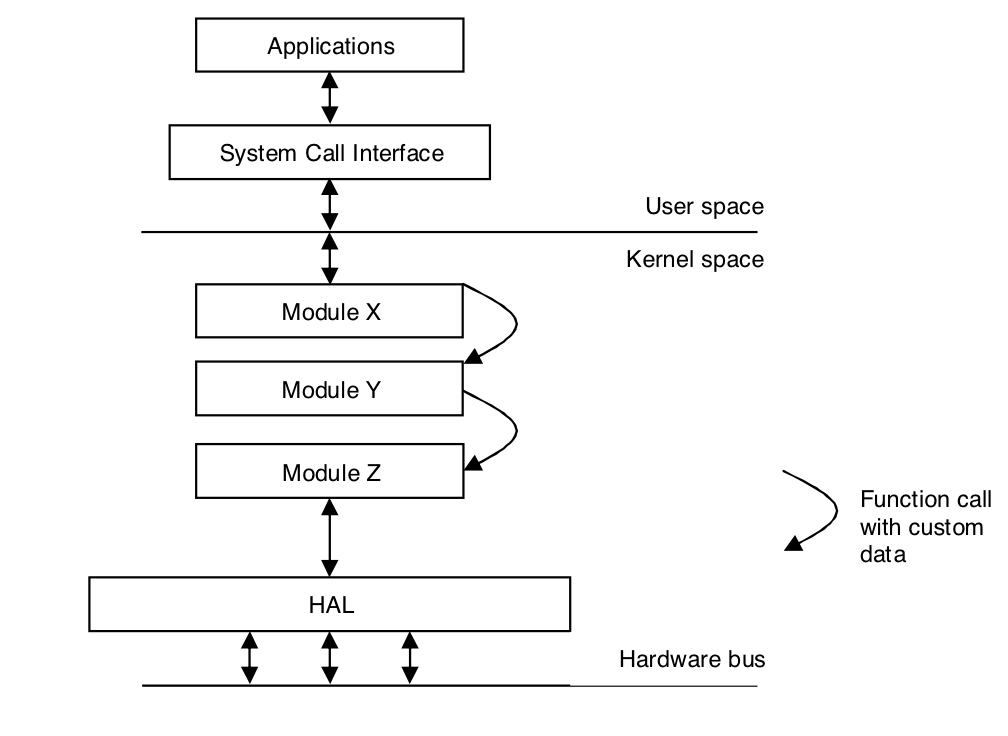 Applications
System Call Interface
User space
Kernel space
Module X
Module Y
Module Z
Function call
with custom
data
HAL
Hardware bus